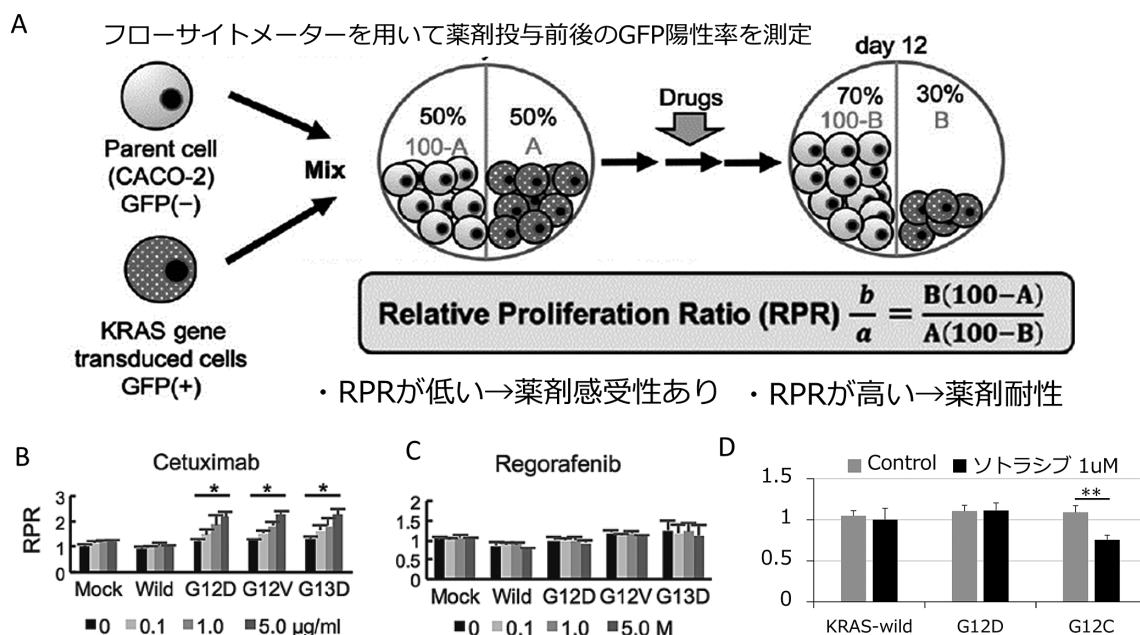 A
フローサイトメーターを用いて薬剤投与前後のGFP陽性率を測定
Parent cell
(CACO-2)
GFP(−)
KRAS gene
transduced cells
GFP(+)
Mix
50% 50%
100-A A
Drugs
day 12
70% 30%
100-B B
Relative Proliferation Ratio (RPR) b/a = B(100−A)/A(100−B)
・RPRが低い→薬剤感受性あり ・RPRが高い→薬剤耐性
B
Cetuximab
RPR
3
2
1
0
* * *
Mock Wild G12D G12V G13D
0 0.1 1.0 5.0 μg/ml
C
Regorafenib
2
1.5
1
0.5
0
Mock Wild G12D G12V G13D
0 0.1 1.0 5.0 M
D
Control ソトラシブ 1uM
1.5
1
0.5
0
**
KRAS-wild G12D G12C